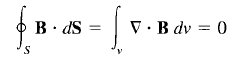 ∮_S B · dS = ∫_v ∇ · B dv = 0